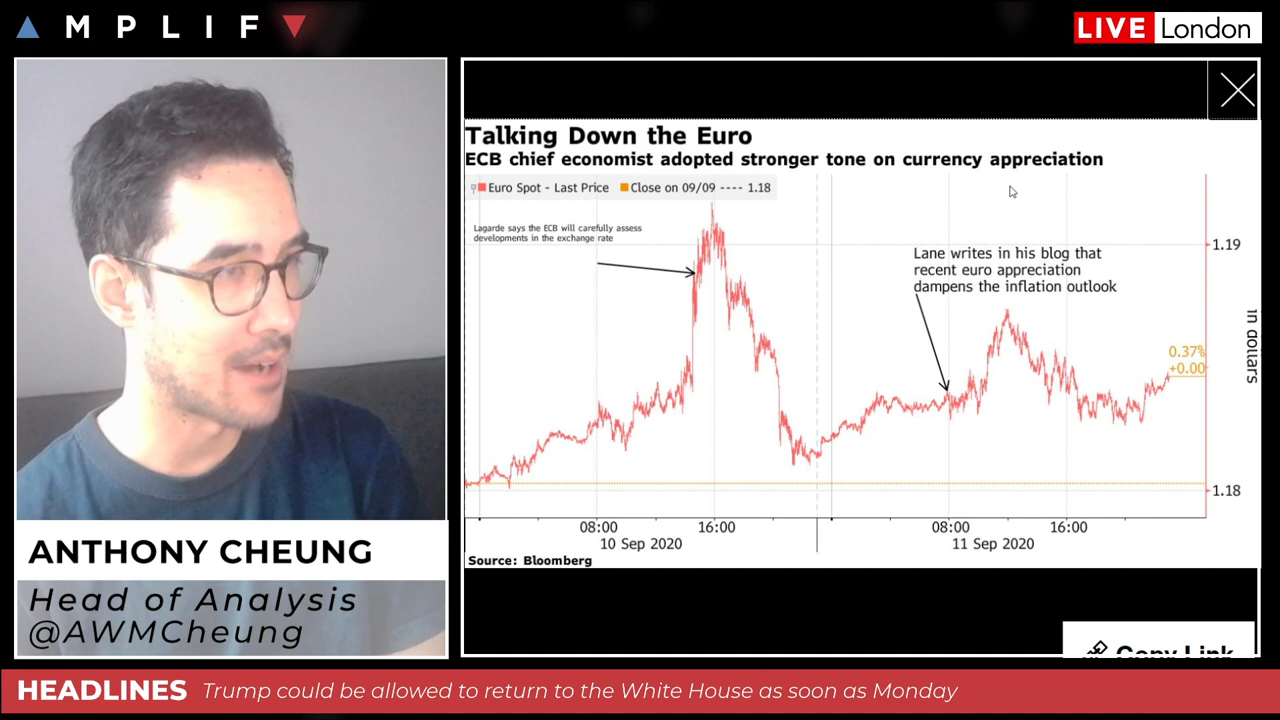 AMPLIFY
LIVE London
Talking Down the Euro
ECB chief economist adopted stronger tone on currency appreciation
Euro Spot - Last Price Close on 09/09 ---- 1.18
Lagarde says the ECB will carefully assess
developments in the exchange rate
Lane writes in his blog that
recent euro appreciation
dampens the inflation outlook
1.19
in dollars
0.37%
+0.00
1.18
08:00 16:00 08:00 16:00
10 Sep 2020 11 Sep 2020
Source: Bloomberg
Copy Link
ANTHONY CHEUNG
Head of Analysis
@AWMCheung
HEADLINES Trump could be allowed to return to the White House as soon as Monday